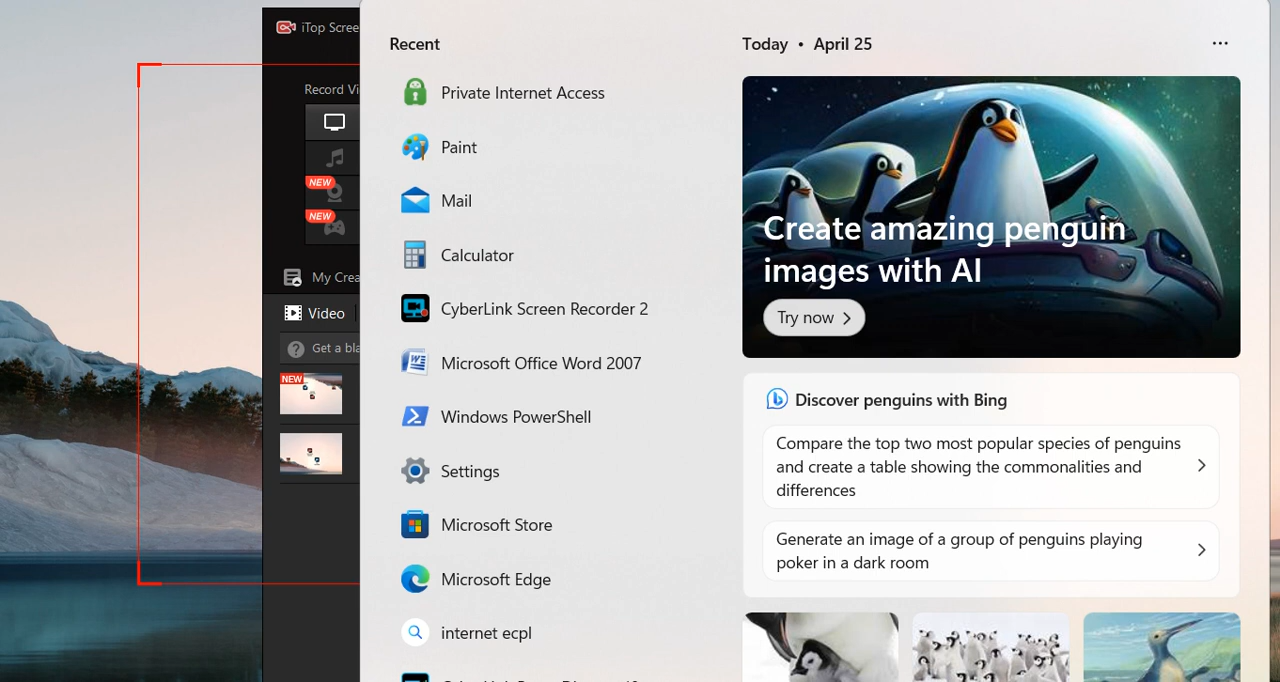 iTop Scree
Record Vi
NEW
NEW
My Crea
Video
Get a bla
NEW
Recent
Private Internet Access
Paint
Mail
Calculator
CyberLink Screen Recorder 2
Microsoft Office Word 2007
Windows PowerShell
Settings
Microsoft Store
Microsoft Edge
internet ecpl
Today • April 25
Create amazing penguin
images with AI
Try now
Discover penguins with Bing
Compare the top two most popular species of penguins
and create a table showing the commonalities and
differences
Generate an image of a group of penguins playing
poker in a dark room